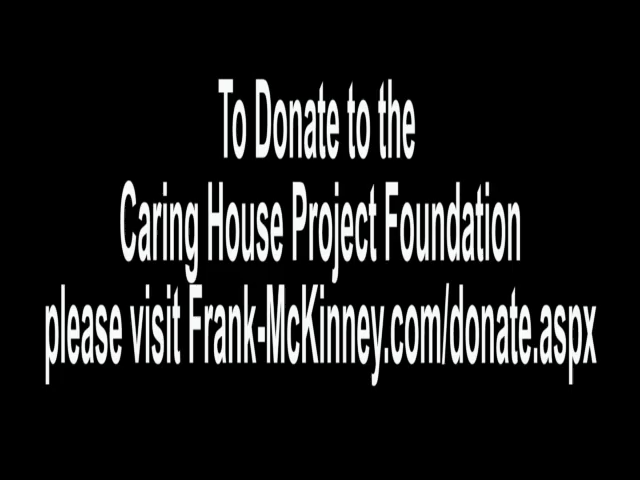 To Donate to the
Caring House Project Foundation
please visit Frank-McKinney.com/donate.aspx